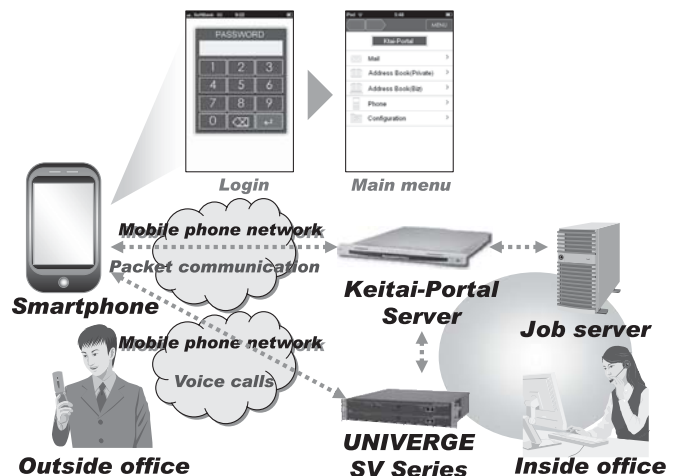 PASSWORD
1 2 3
4 5 6
7 8 9
0
MENU
Ktai-Portal
Mail
Address Book(Private)
Address Book(Biz)
Phone
Configuration
Login
Main menu
Mobile phone network
Packet communication
Smartphone
Keitai-Portal
Server
Job server
Mobile phone network
Voice calls
Outside office
UNIVERGE
SV Series
Inside office